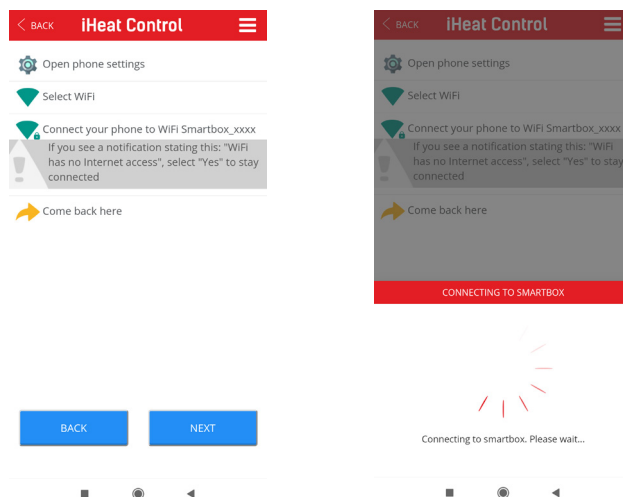 < BACK iHeat Control
Open phone settings
Select WiFi
Connect your phone to WiFi Smartbox_xxxx
If you see a notification stating this: "WiFi
has no Internet access", select "Yes" to stay
connected
Come back here
BACK NEXT
< BACK iHeat Control
Open phone settings
Select WiFi
Connect your phone to WiFi Smartbox_xxxx
If you see a notification stating this: "WiFi
has no Internet access", select "Yes" to stay
connected
Come back here
CONNECTING TO SMARTBOX
Connecting to smartbox. Please wait...